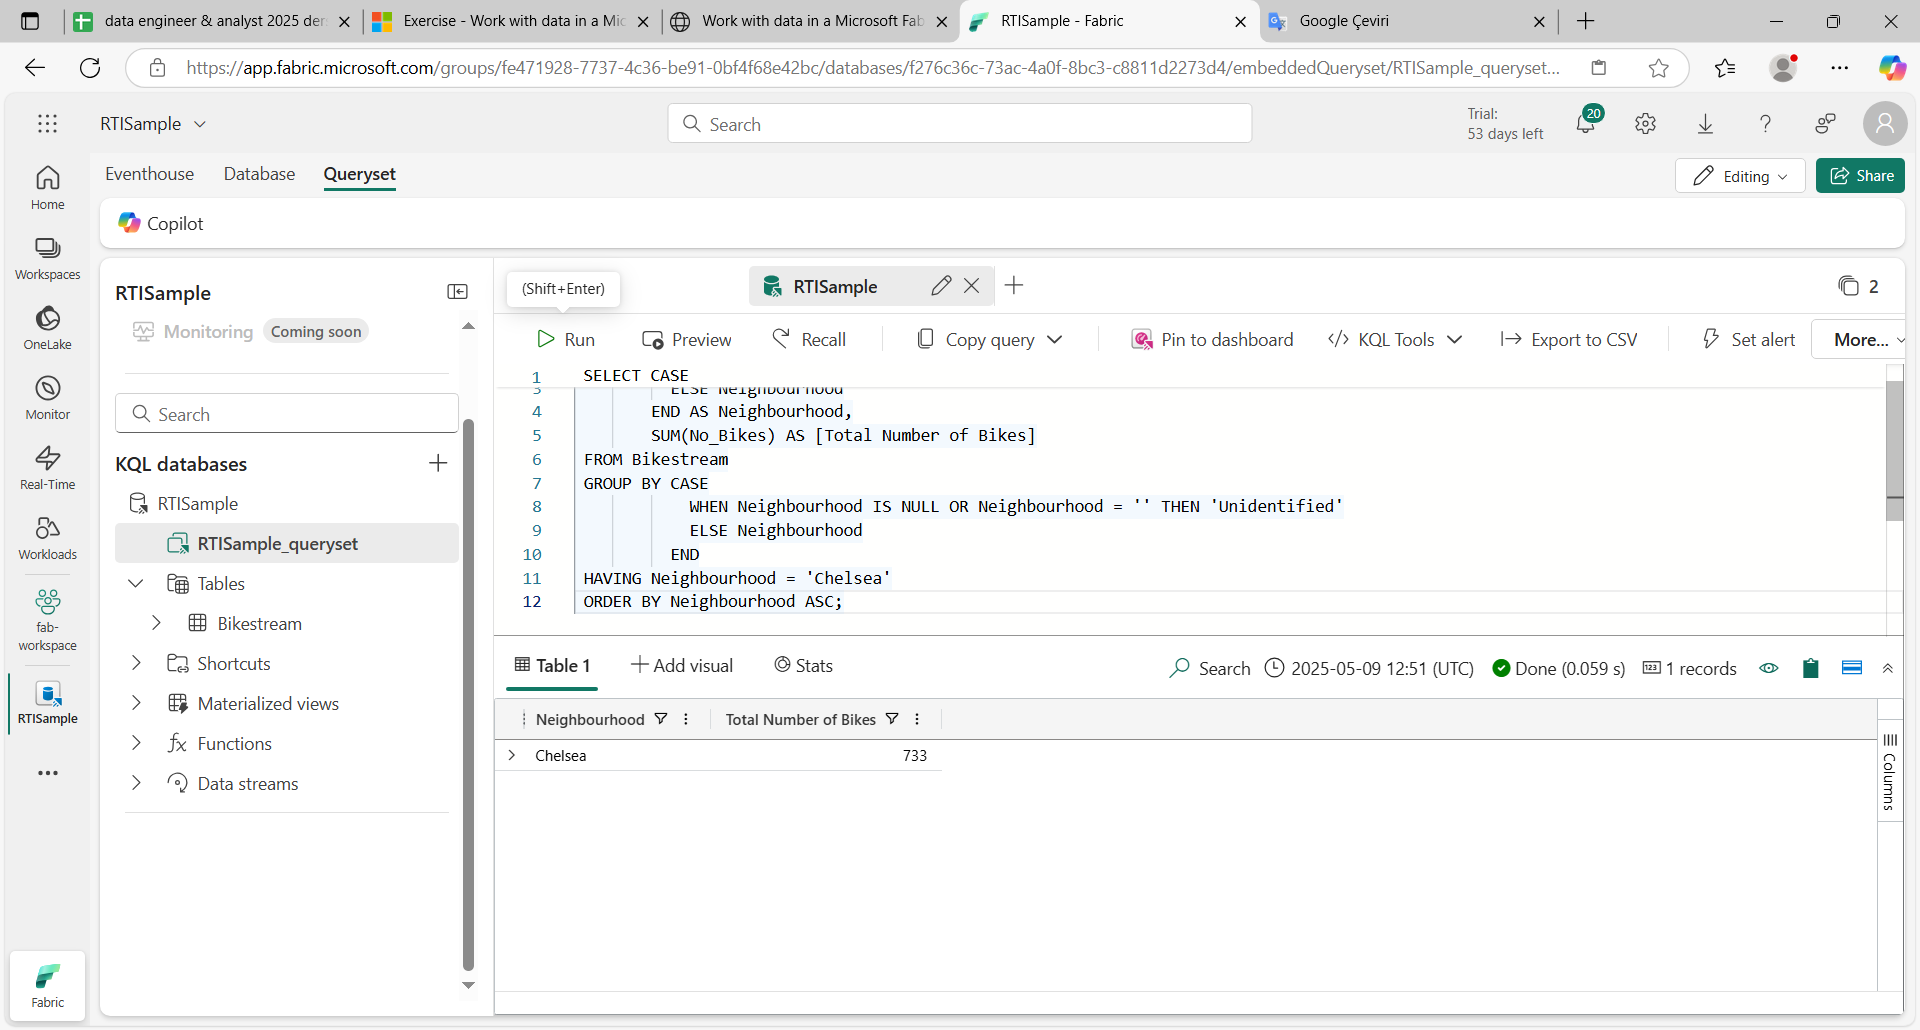 data engineer & analyst 2025 der
Exercise - Work with data in a Mic
Work with data in a Microsoft Fab
RTISample - Fabric
Google Çeviri
https://app.fabric.microsoft.com/groups/fe471928-7737-4c36-be91-0bf4f68e42bc/databases/f276c36c-73ac-4a0f-8bc3-c8811d2273d4/embeddedQueryset/RTISample_queryset...
RTISample
Search
Trial:
53 days left
20
Home
Workspaces
OneLake
Monitor
Real-Time
Workloads
fab-
workspace
RTISample
Fabric
Eventhouse Database Queryset
Editing
Share
Copilot
RTISample
Monitoring Coming soon
Search
KQL databases
RTISample
RTISample_queryset
Tables
Bikestream
Shortcuts
Materialized views
Functions
Data streams
(Shift+Enter)
RTISample
2
Run Preview Recall Copy query Pin to dashboard KQL Tools Export to CSV Set alert More...
1 SELECT CASE
3 ELSE Neighbourhood
4 END AS Neighbourhood,
5 SUM(No_Bikes) AS [Total Number of Bikes]
6 FROM Bikestream
7 GROUP BY CASE
8 WHEN Neighbourhood IS NULL OR Neighbourhood = '' THEN 'Unidentified'
9 ELSE Neighbourhood
10 END
11 HAVING Neighbourhood = 'Chelsea'
12 ORDER BY Neighbourhood ASC;
Table 1 Add visual Stats
Search 2025-05-09 12:51 (UTC) Done (0.059 s) 1 records
Neighbourhood Total Number of Bikes
Chelsea 733
Columns